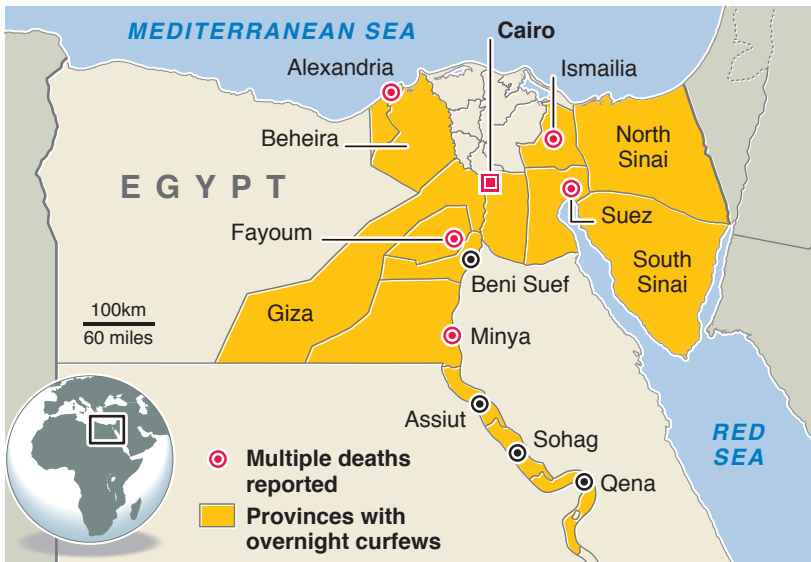 MEDITERRANEAN SEA
Cairo
Alexandria
Ismailia
Beheira
North
Sinai
EGYPT
Fayoum
Suez
South
Sinai
Beni Suef
100km
60 miles
Giza
Minya
Assiut
Sohag
RED
SEA
Qena
Multiple deaths
reported
Provinces with
overnight curfews